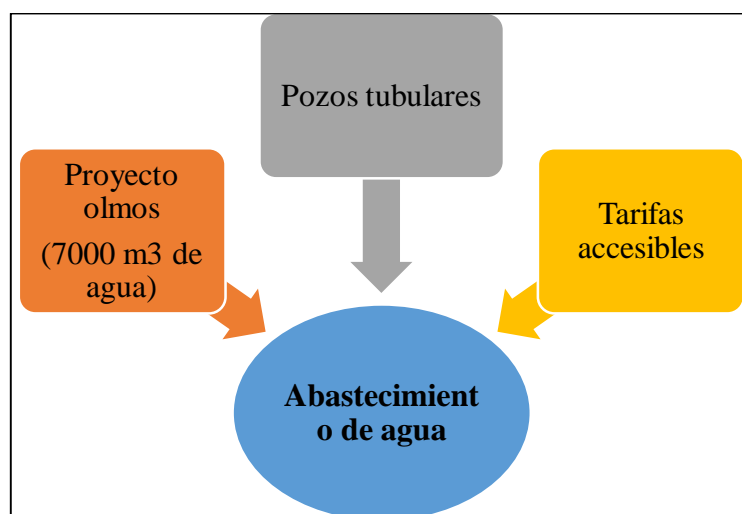 Pozos tubulares
Proyecto
olmos
(7000 m3 de
agua)
Tarifas
accesibles
Abastecimient
o de agua